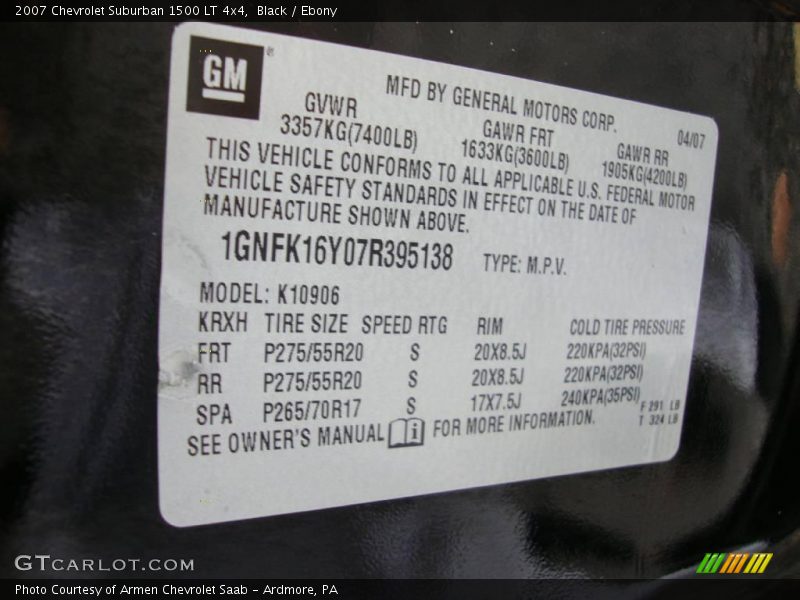 2007 Chevrolet Suburban 1500 LT 4x4, Black / Ebony
GM®
MFD BY GENERAL MOTORS CORP.
04/07
GVWR GAWR FRT GAWR RR
3357KG(7400LB) 1633KG(3600LB) 1905KG(4200LB)
THIS VEHICLE CONFORMS TO ALL APPLICABLE U.S. FEDERAL MOTOR
VEHICLE SAFETY STANDARDS IN EFFECT ON THE DATE OF
MANUFACTURE SHOWN ABOVE.
1GNFK16Y07R395138 TYPE: M.P.V.
MODEL: K10906
KRXH TIRE SIZE SPEED RTG RIM COLD TIRE PRESSURE
FRT P275/55R20 S 20X8.5J 220KPA(32PSI)
RR P275/55R20 S 20X8.5J 220KPA(32PSI)
SPA P265/70R17 S 17X7.5J 240KPA(35PSI)
F 291 LB
T 324 LB
SEE OWNER'S MANUAL i FOR MORE INFORMATION.
GTCARLOT.COM
Photo Courtesy of Armen Chevrolet Saab - Ardmore, PA